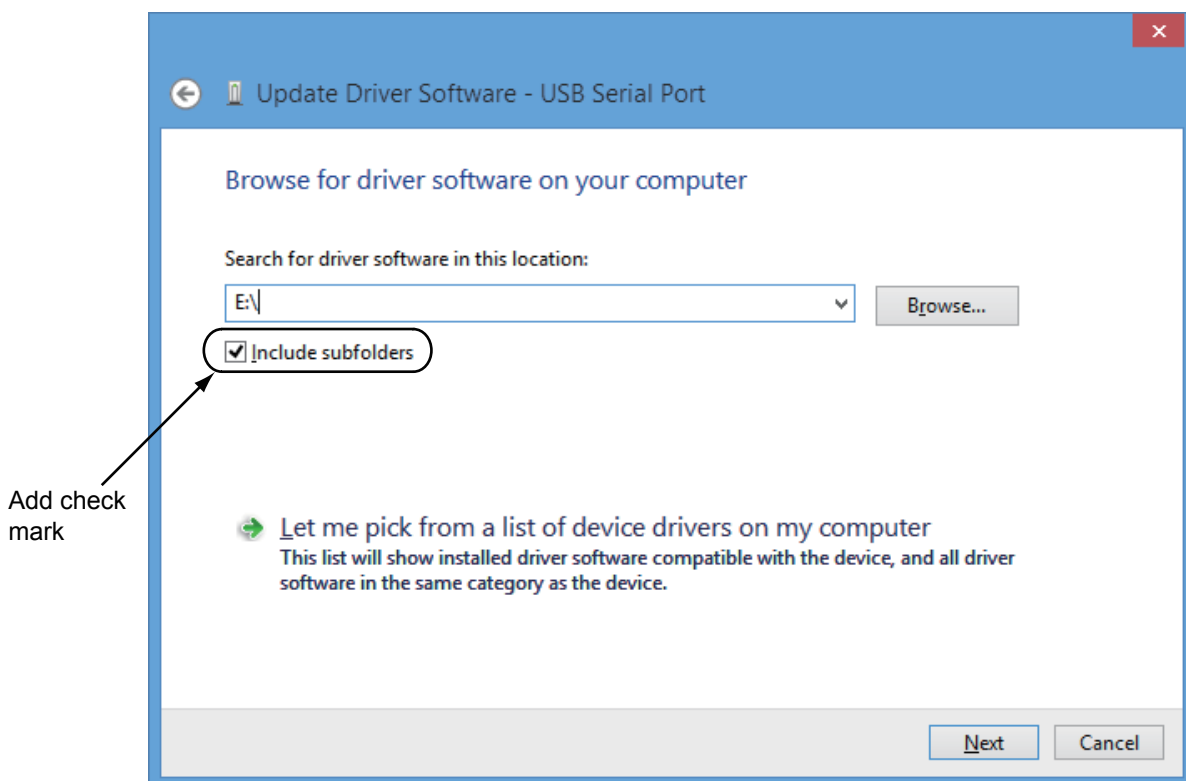 Update Driver Software - USB Serial Port
Browse for driver software on your computer
Search for driver software in this location:
E:\
Browse...
Include subfolders
Add check
mark
Let me pick from a list of device drivers on my computer
This list will show installed driver software compatible with the device, and all driver
software in the same category as the device.
Next
Cancel